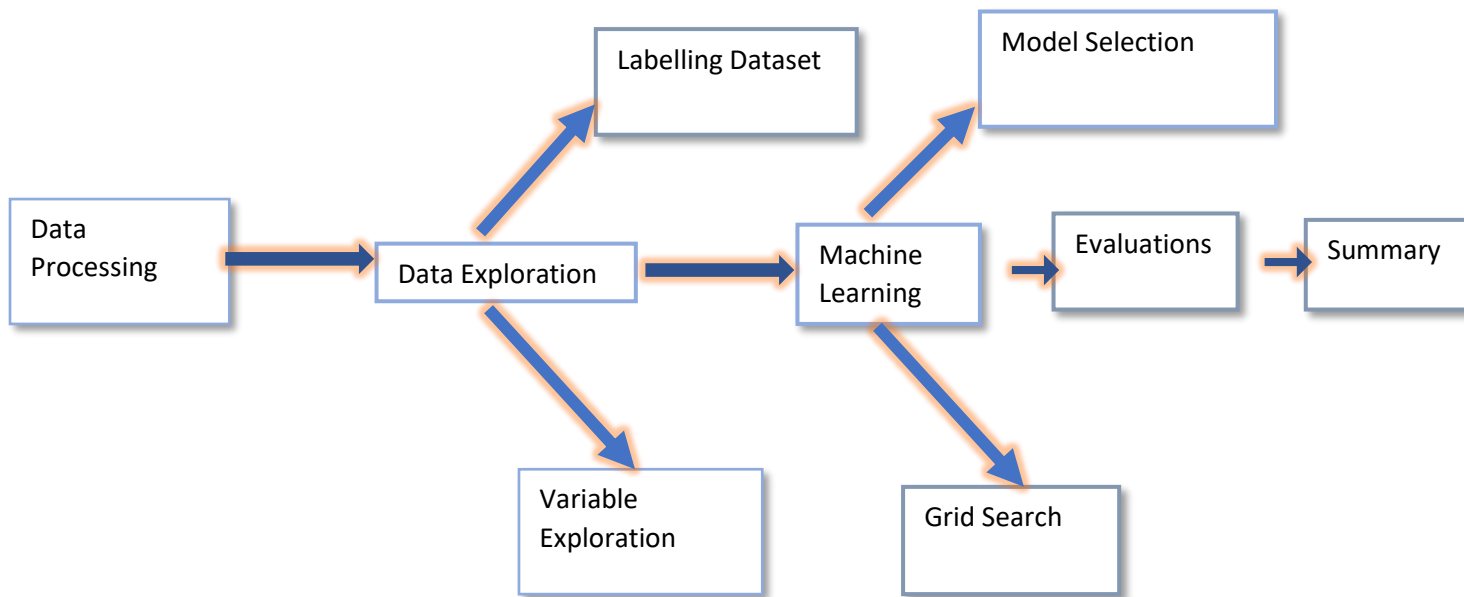 Labelling Dataset
Model Selection
Data
Processing
Data Exploration
Machine
Learning
Evaluations
Summary
Variable
Exploration
Grid Search